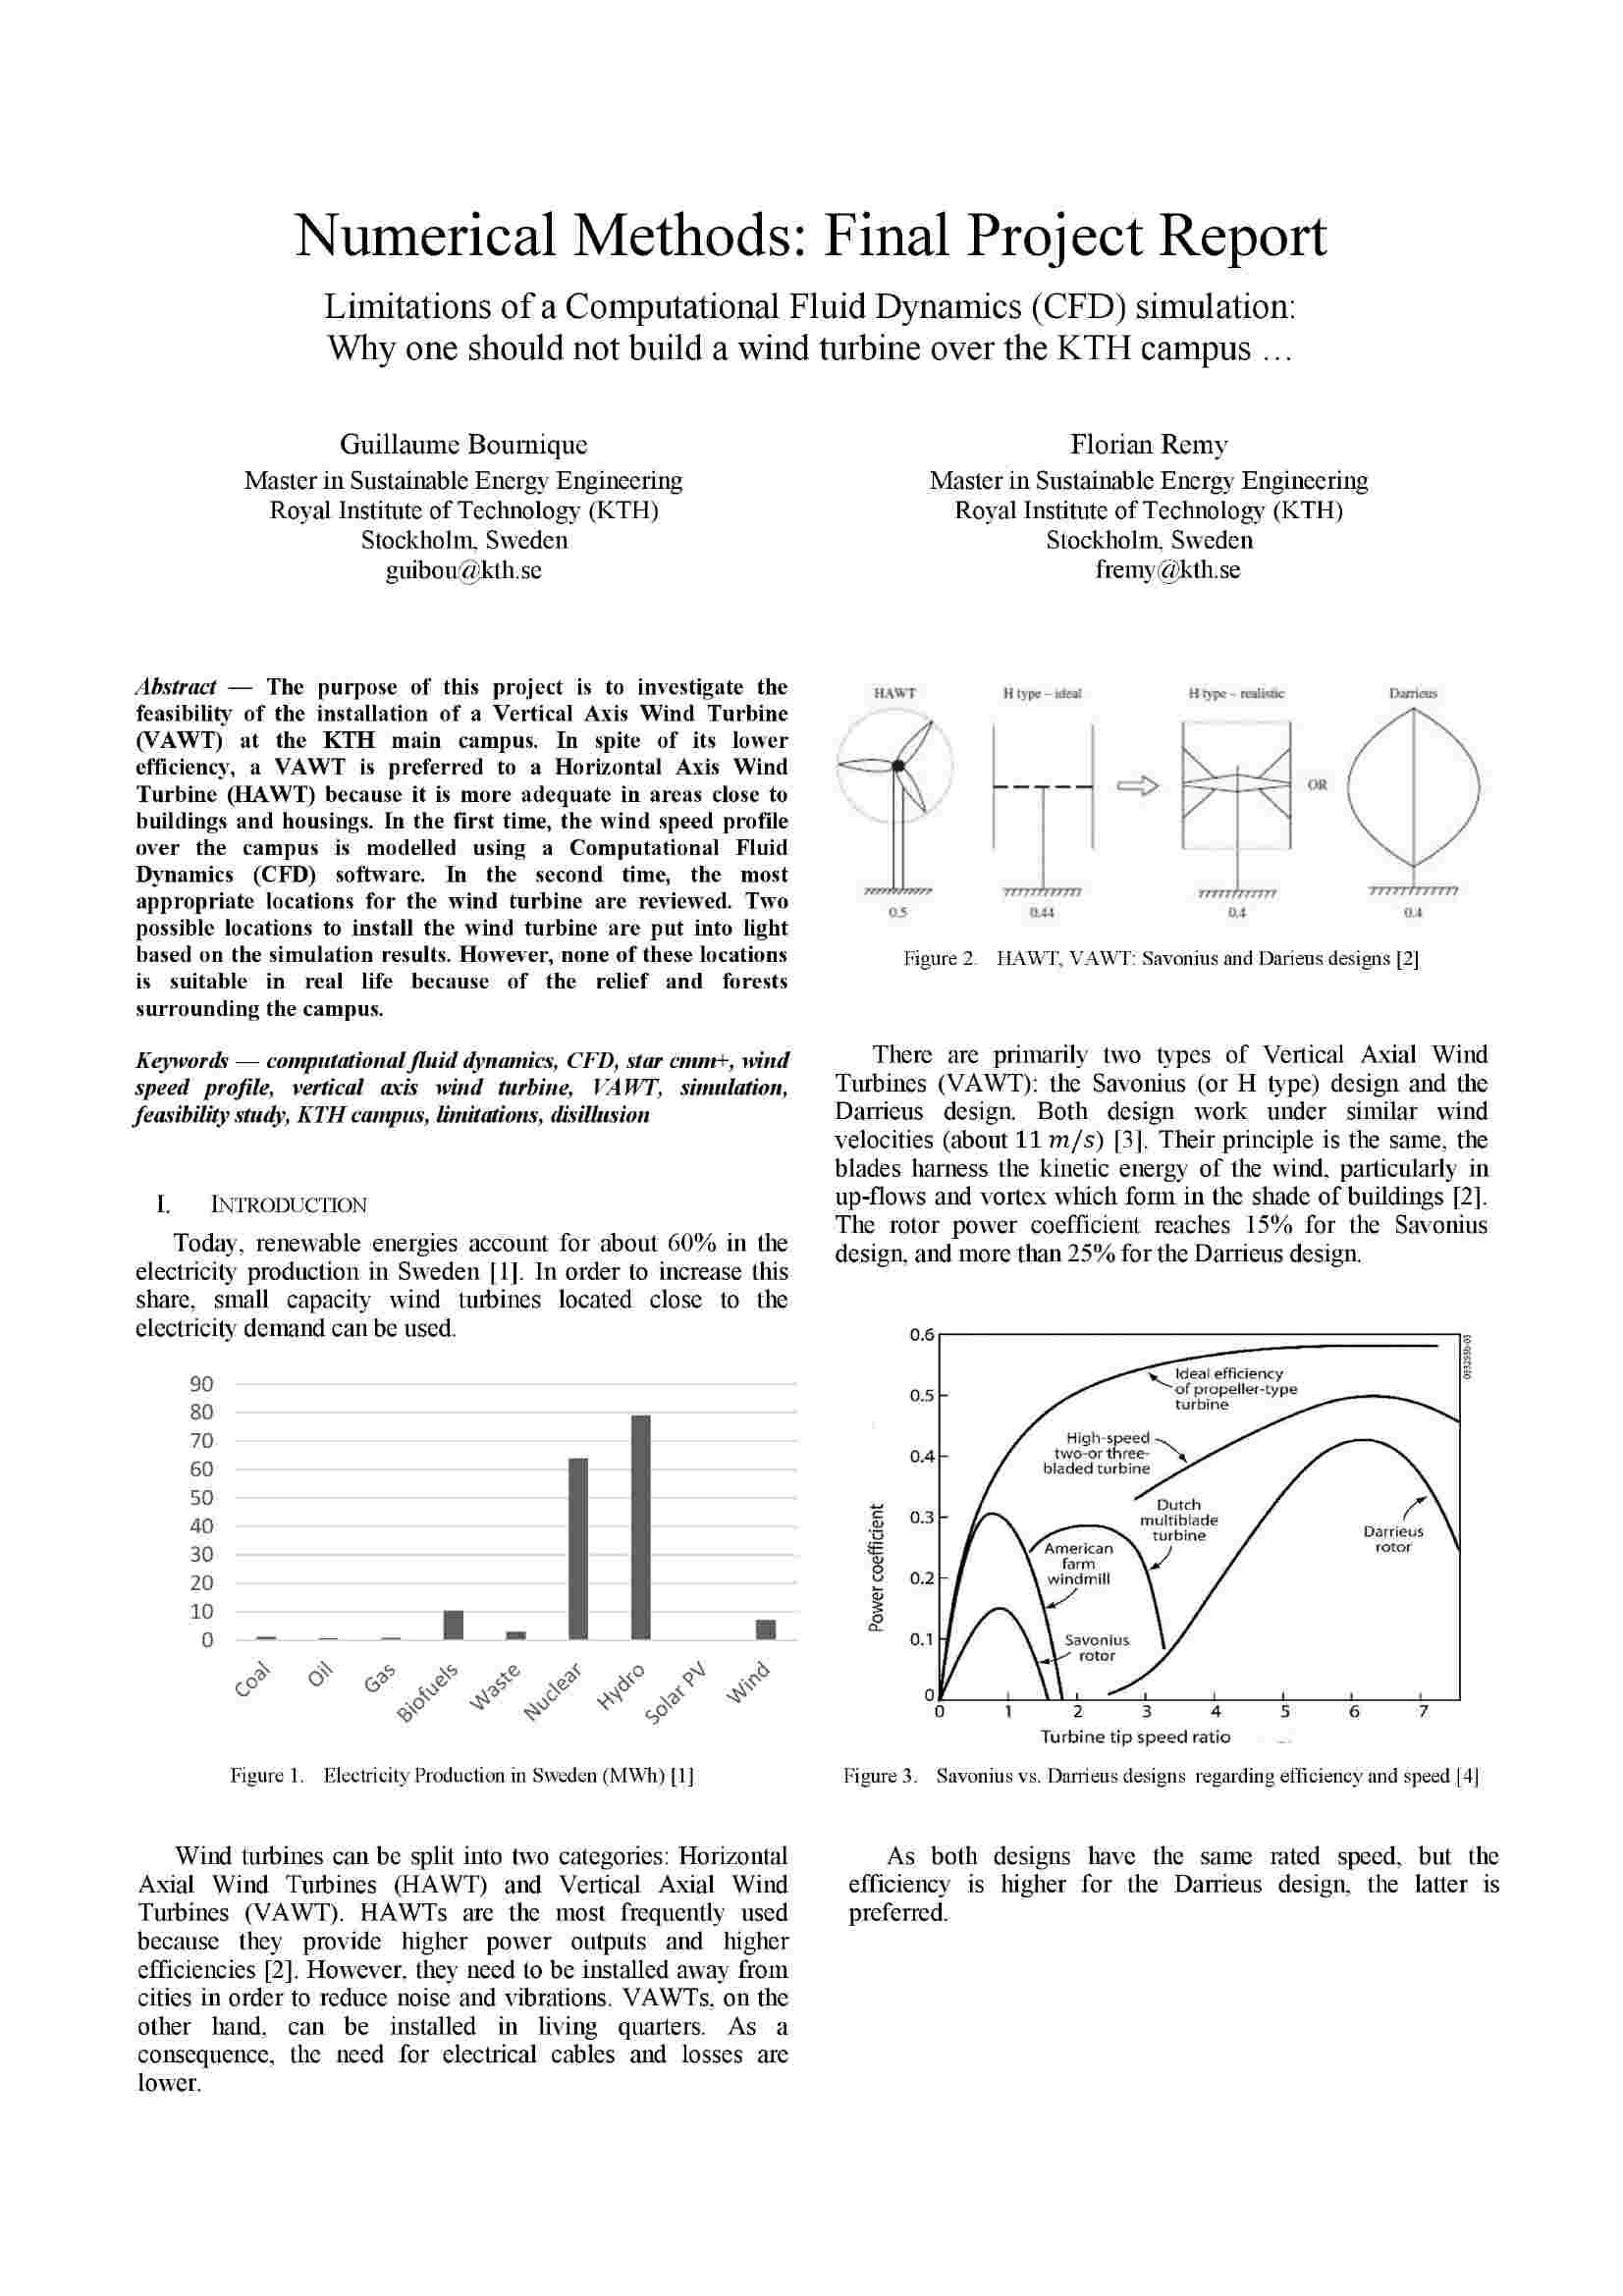 Numerical Methods: Final Project Report
Limitations of a Computational Fluid Dynamics (CFD) simulation:
Why one should not build a wind turbine over the KTH campus …
Guillaume Bournique
Master in Sustainable Energy Engineering
Royal Institute of Technology (KTH)
Stockholm, Sweden
guibou@kth.se
Florian Remy
Master in Sustainable Energy Engineering
Royal Institute of Technology (KTH)
Stockholm, Sweden
fremy@kth.se
Abstract — The purpose of this project is to investigate the
feasibility of the installation of a Vertical Axis Wind Turbine
(VAWT) at the KTH main campus. In spite of its lower
efficiency, a VAWT is preferred to a Horizontal Axis Wind
Turbine (HAWT) because it is more adequate in areas close to
buildings and housings. In the first time, the wind speed profile
over the campus is modelled using a Computational Fluid
Dynamics (CFD) software. In the second time, the most
appropriate locations for the wind turbine are reviewed. Two
possible locations to install the wind turbine are put into light
based on the simulation results. However, none of these locations
is suitable in real life because of the relief and forests
surrounding the campus.
Keywords — computational fluid dynamics, CFD, star cmm+, wind
speed profile, vertical axis wind turbine, VAWT, simulation,
feasibility study, KTH campus, limitations, disillusion
I. INTRODUCTION
Today, renewable energies account for about 60% in the
electricity production in Sweden [1]. In order to increase this
share, small capacity wind turbines located close to the
electricity demand can be used.
90
80
70
60
50
40
30
20
10
0
Coal
Oil
Gas
Biofuels
Waste
Nuclear
Hydro
Solar PV
Wind
Figure 1. Electricity Production in Sweden (MWh) [1]
Wind turbines can be split into two categories: Horizontal
Axial Wind Turbines (HAWT) and Vertical Axial Wind
Turbines (VAWT). HAWTs are the most frequently used
because they provide higher power outputs and higher
efficiencies [2]. However, they need to be installed away from
cities in order to reduce noise and vibrations. VAWTs, on the
other hand, can be installed in living quarters. As a
consequence, the need for electrical cables and losses are
lower.
HAWT
H type – ideal
H type – realistic
Darrieus
OR
0.5
0.44
0.4
0.4
Figure 2. HAWT, VAWT: Savonius and Darieus designs [2]
There are primarily two types of Vertical Axial Wind
Turbines (VAWT): the Savonius (or H type) design and the
Darrieus design. Both design work under similar wind
velocities (about 11 m/s) [3]. Their principle is the same, the
blades harness the kinetic energy of the wind, particularly in
up-flows and vortex which form in the shade of buildings [2].
The rotor power coefficient reaches 15% for the Savonius
design, and more than 25% for the Darrieus design.
0.6
0.5
0.4
0.3
0.2
0.1
0
Power coefficient
Ideal efficiency
of propeller-type
turbine
High-speed
two-or three-
bladed turbine
Dutch
multiblade
turbine
American
farm
windmill
Darrieus
rotor
Savonius
rotor
0 1 2 3 4 5 6 7
Turbine tip speed ratio
Figure 3. Savonius vs. Darrieus designs regarding efficiency and speed [4]
As both designs have the same rated speed, but the
efficiency is higher for the Darrieus design, the latter is
preferred.